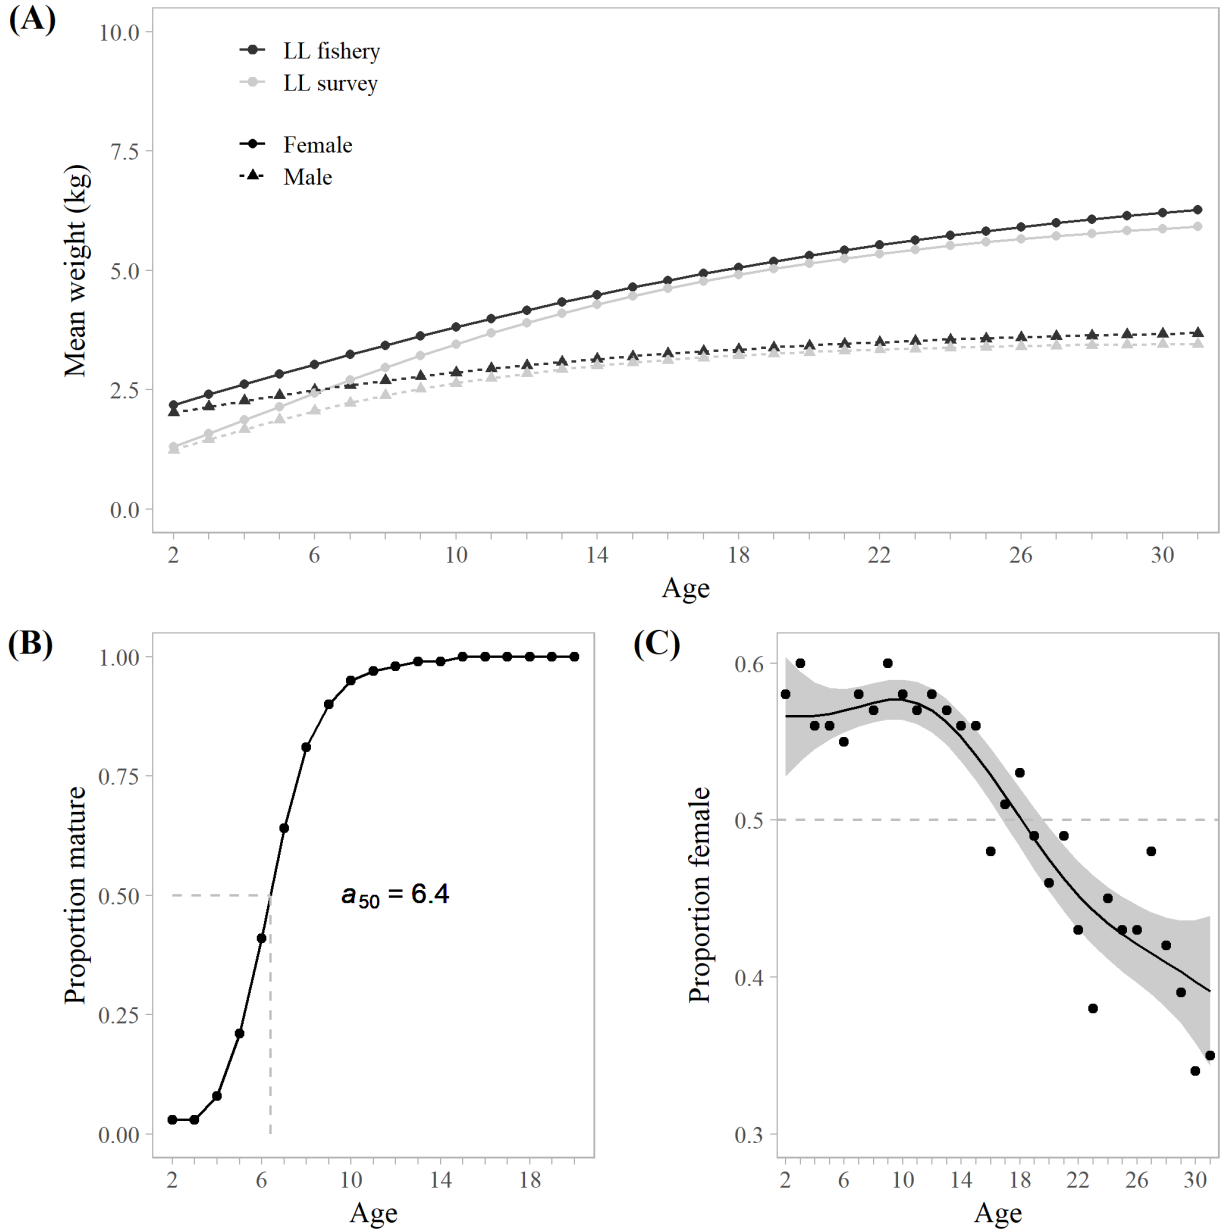 (A)
10.0
7.5
5.0
2.5
0.0
Mean weight (kg)
LL fishery
LL survey
Female
Male
2 6 10 14 18 22 26 30
Age
(B)
1.00
0.75
0.50
0.25
0.00
Proportion mature
a50 = 6.4
2 6 10 14 18
Age
(C)
0.6
0.5
0.4
0.3
Proportion female
2 6 10 14 18 22 26 30
Age